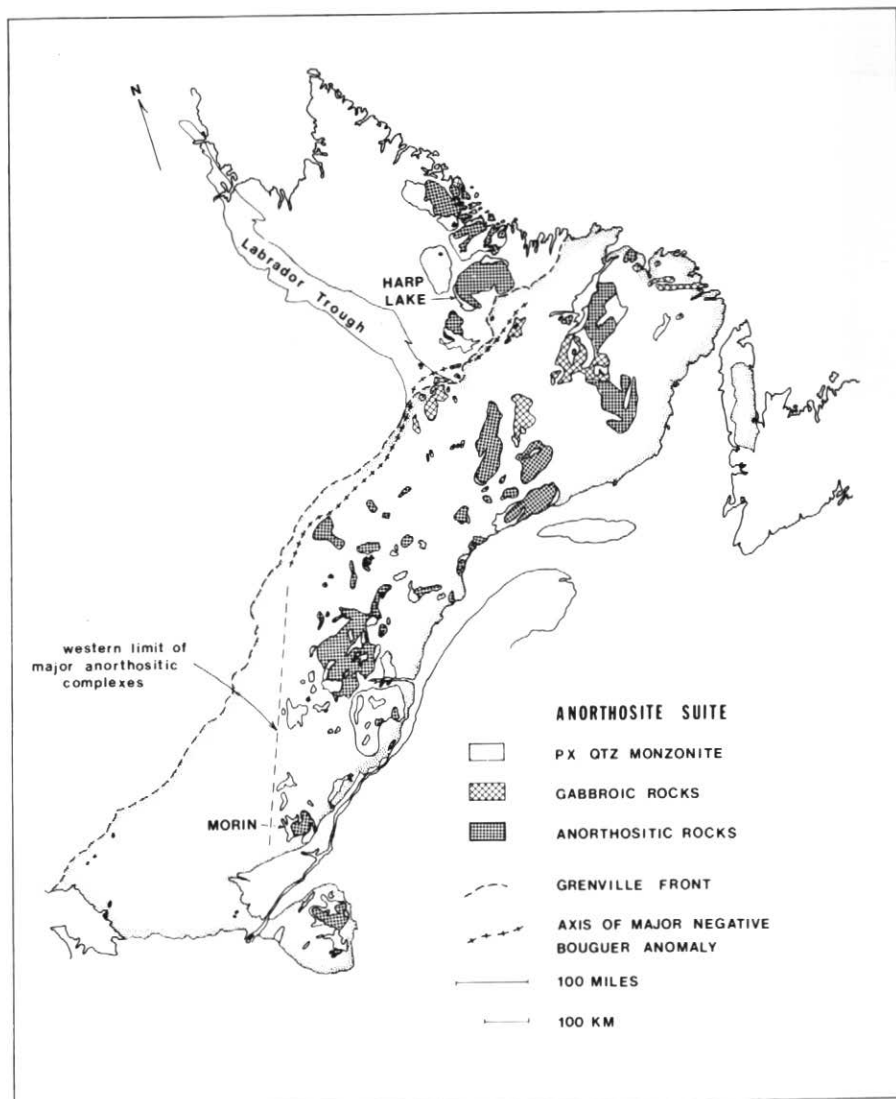 N
Labrador Trough
HARP
LAKE
western limit of
major anorthositic
complexes
MORIN
ANORTHOSITE SUITE
PX QTZ MONZONITE
GABBROIC ROCKS
ANORTHOSITIC ROCKS
GRENVILLE FRONT
AXIS OF MAJOR NEGATIVE
BOUGUER ANOMALY
100 MILES
100 KM